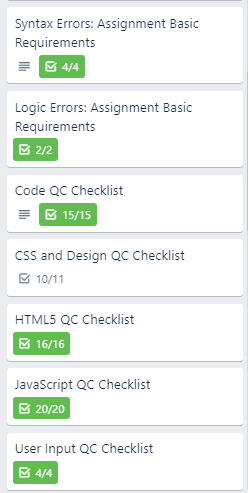 Syntax Errors: Assignment Basic
Requirements
4/4
Logic Errors: Assignment Basic
Requirements
2/2
Code QC Checklist
15/15
CSS and Design QC Checklist
10/11
HTML5 QC Checklist
16/16
JavaScript QC Checklist
20/20
User Input QC Checklist
4/4